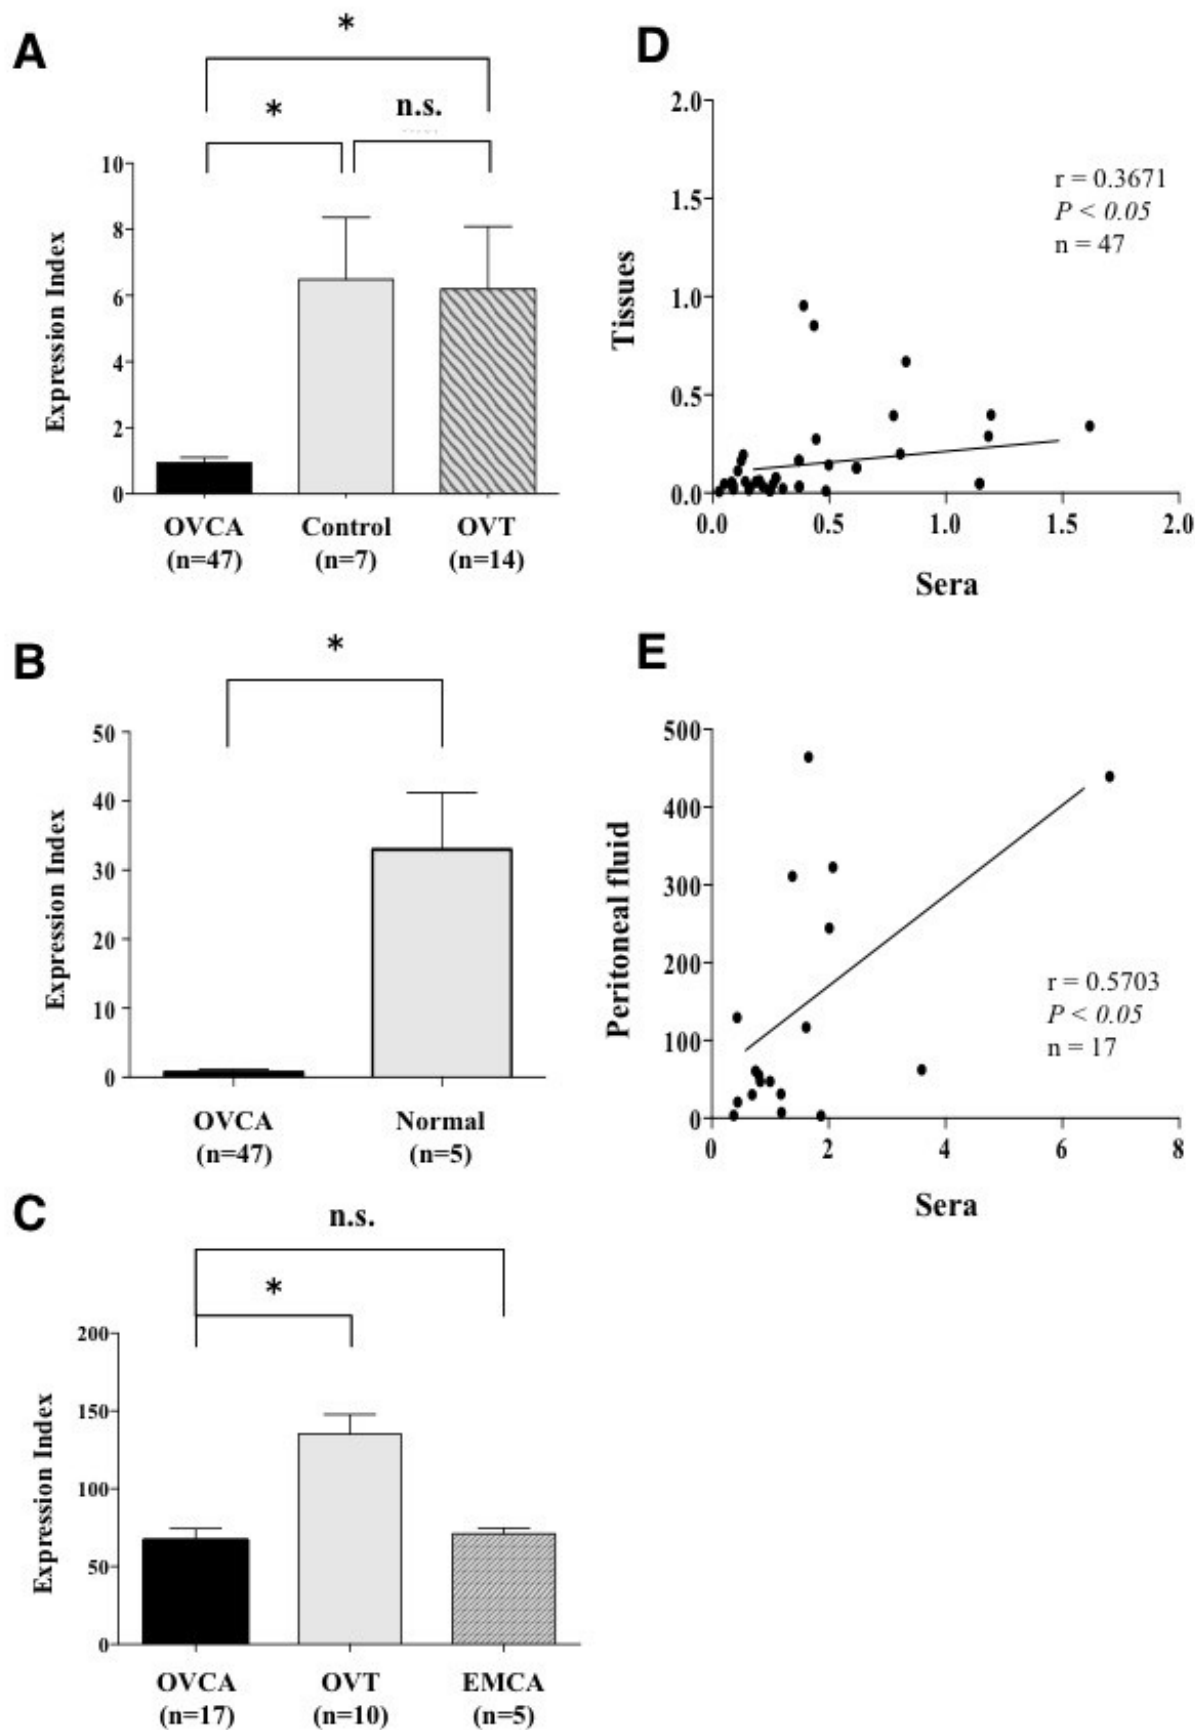 A
*
*
n.s.
10
8
6
4
2
0
Expression Index
OVCA
(n=47)
Control
(n=7)
OVT
(n=14)
B
*
50
40
30
20
10
0
Expression Index
OVCA
(n=47)
Normal
(n=5)
C
n.s.
*
200
150
100
50
0
Expression Index
OVCA
(n=17)
OVT
(n=10)
EMCA
(n=5)
D
2.0
1.5
1.0
0.5
0.0
Tissues
r = 0.3671
P < 0.05
n = 47
0.0 0.5 1.0 1.5 2.0
Sera
E
500
400
300
200
100
0
Peritoneal fluid
r = 0.5703
P < 0.05
n = 17
0 2 4 6 8
Sera